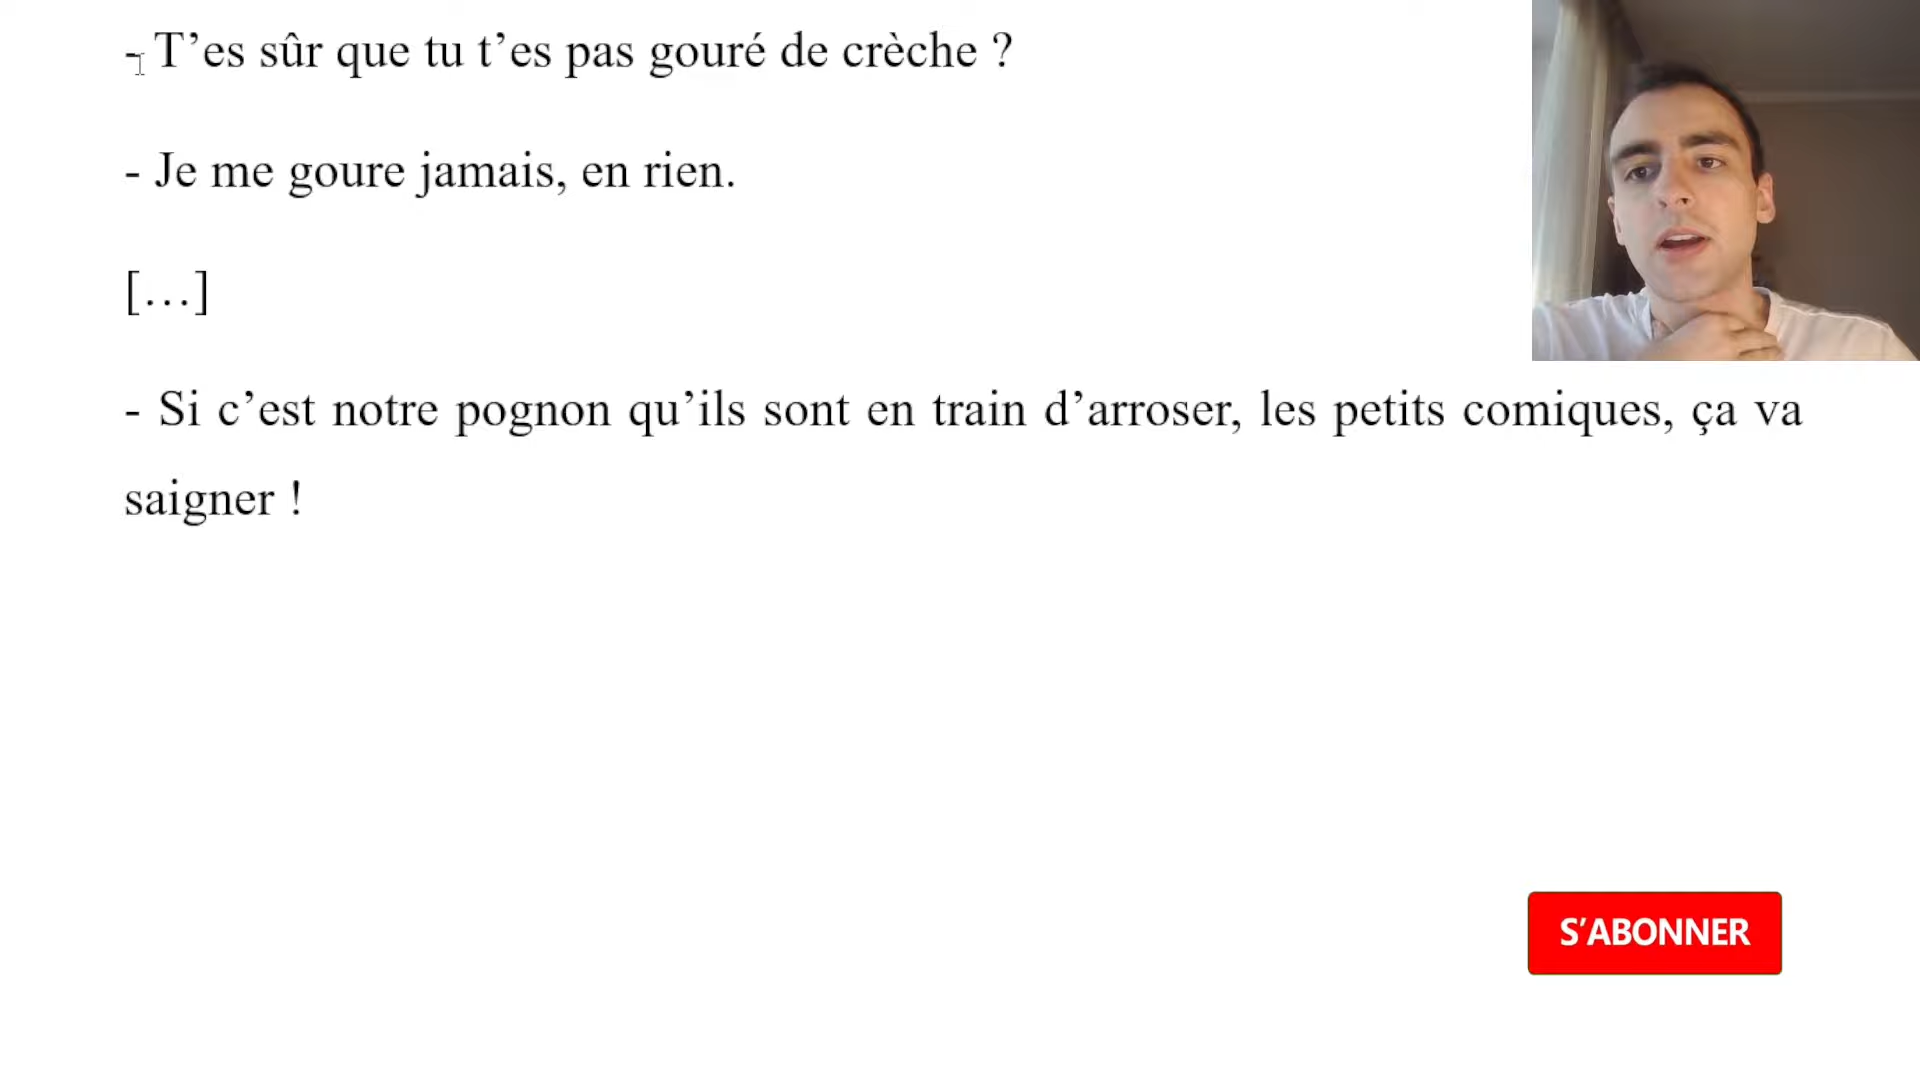 - T’es sûr que tu t’es pas gouré de crèche ?
- Je me goure jamais, en rien.
[…]
- Si c’est notre pognon qu’ils sont en train d’arroser, les petits comiques, ça va
saigner !
S’ABONNER